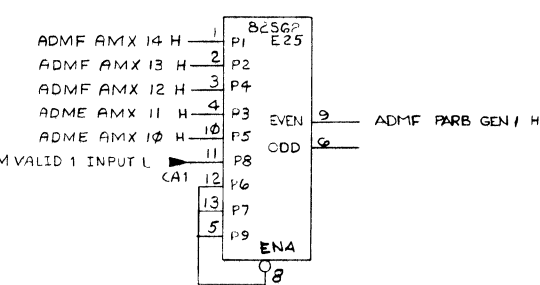 82S62
E25
ADMF AMX 14 H 1 P1
ADMF AMX 13 H 2 P2
ADMF AMX 12 H 3 P4
ADME AMX 11 H 4 P3
ADME AMX 1Ø H 1Ø P5
M VALID 1 INPUT L 11 P8
CA1
12 P6
13 P7
5 P9
EVEN 9 ADMF PARB GEN 1 H
ODD 6
ENA
8